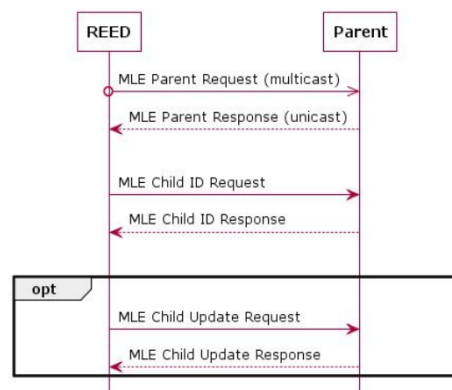 REED
Parent
MLE Parent Request (multicast)
MLE Parent Response (unicast)
MLE Child ID Request
MLE Child ID Response
opt
MLE Child Update Request
MLE Child Update Response